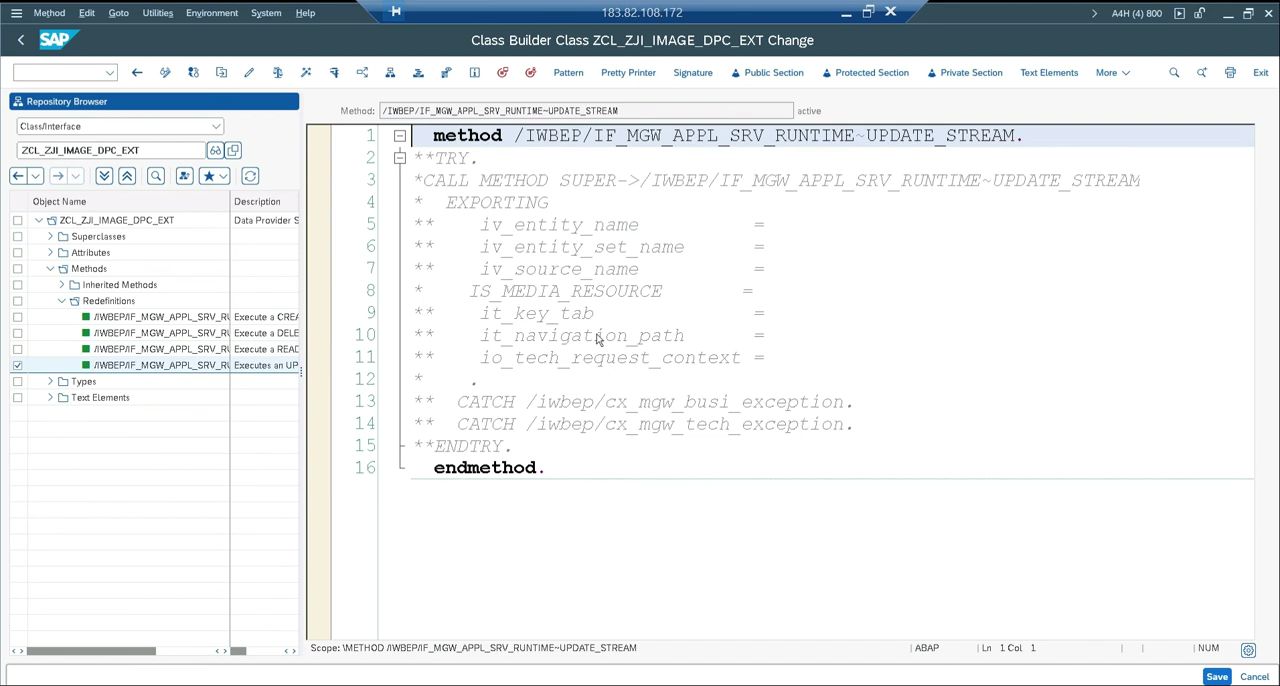 Method Edit Goto Utilities Environment System Help 183.82.108.172 A4H (4) 800
SAP Class Builder Class ZCL_ZJI_IMAGE_DPC_EXT Change
Pattern Pretty Printer Signature Public Section Protected Section Private Section Text Elements More Exit
Repository Browser
Class/Interface
ZCL_ZJI_IMAGE_DPC_EXT
Object Name Description
ZCL_ZJI_IMAGE_DPC_EXT Data Provider S
Superclasses
Attributes
Methods
Inherited Methods
Redefinitions
/IWBEP/IF_MGW_APPL_SRV_RU Execute a CREA
/IWBEP/IF_MGW_APPL_SRV_RU Execute a DELE
/IWBEP/IF_MGW_APPL_SRV_RU Execute a READ
/IWBEP/IF_MGW_APPL_SRV_RU Executes an UP
Types
Text Elements
Method: /IWBEP/IF_MGW_APPL_SRV_RUNTIME~UPDATE_STREAM active
1 method /IWBEP/IF_MGW_APPL_SRV_RUNTIME~UPDATE_STREAM.
2 **TRY.
3 *CALL METHOD SUPER->/IWBEP/IF_MGW_APPL_SRV_RUNTIME~UPDATE_STREAM
4 * EXPORTING
5 ** iv_entity_name =
6 ** iv_entity_set_name =
7 ** iv_source_name =
8 * IS_MEDIA_RESOURCE =
9 ** it_key_tab =
10 ** it_navigation_path =
11 ** io_tech_request_context =
12 * .
13 ** CATCH /iwbep/cx_mgw_busi_exception.
14 ** CATCH /iwbep/cx_mgw_tech_exception.
15 **ENDTRY.
16 endmethod.
Scope: \METHOD /IWBEP/IF_MGW_APPL_SRV_RUNTIME~UPDATE_STREAM ABAP Ln 1 Col 1 NUM
Save Cancel